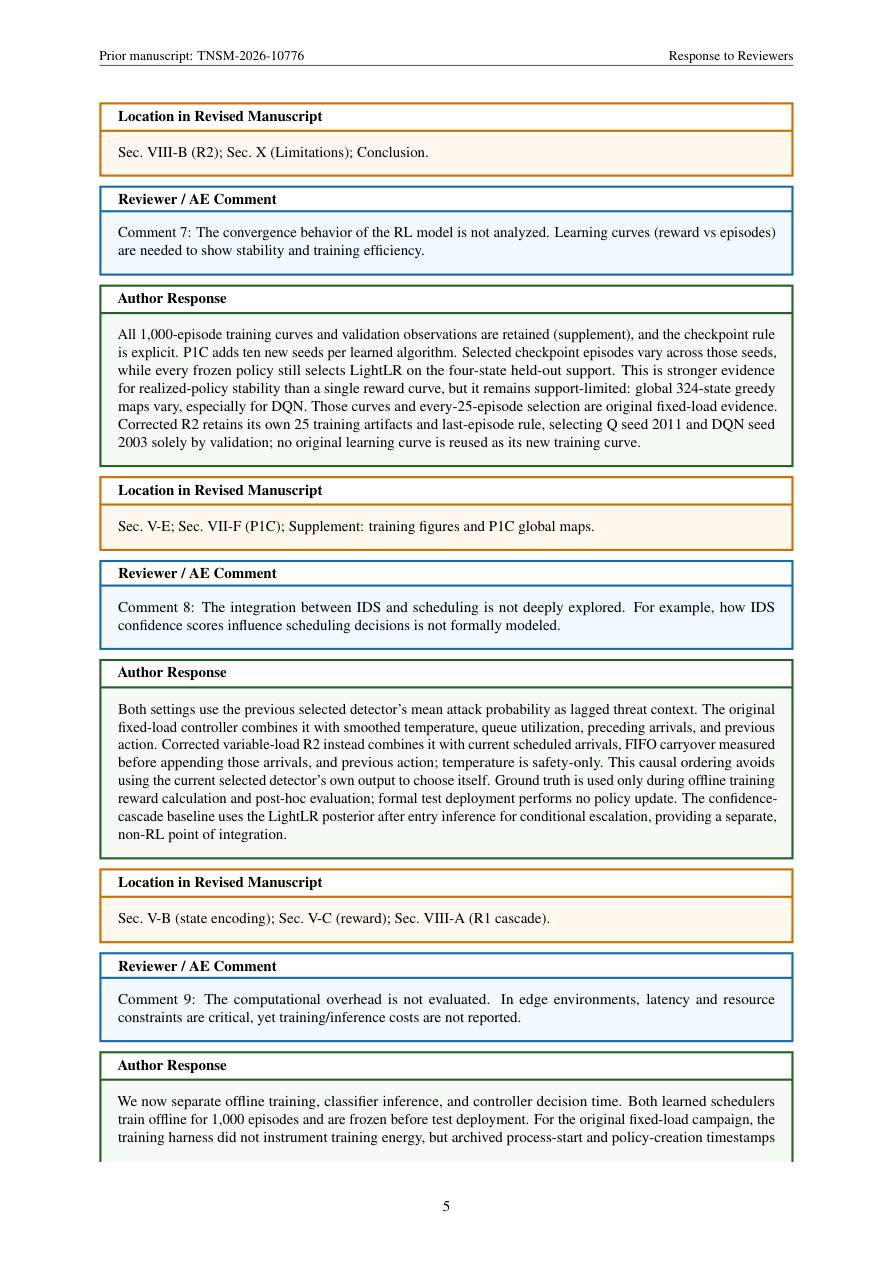 Prior manuscript: TNSM-2026-10776
Response to Reviewers
Location in Revised Manuscript
Sec. VIII-B (R2); Sec. X (Limitations); Conclusion.
Reviewer / AE Comment
Comment 7: The convergence behavior of the RL model is not analyzed. Learning curves (reward vs episodes)
are needed to show stability and training efficiency.
Author Response
All 1,000-episode training curves and validation observations are retained (supplement), and the checkpoint rule
is explicit. P1C adds ten new seeds per learned algorithm. Selected checkpoint episodes vary across those seeds,
while every frozen policy still selects LightLR on the four-state held-out support. This is stronger evidence
for realized-policy stability than a single reward curve, but it remains support-limited: global 324-state greedy
maps vary, especially for DQN. Those curves and every-25-episode selection are original fixed-load evidence.
Corrected R2 retains its own 25 training artifacts and last-episode rule, selecting Q seed 2011 and DQN seed
2003 solely by validation; no original learning curve is reused as its new training curve.
Location in Revised Manuscript
Sec. V-E; Sec. VII-F (P1C); Supplement: training figures and P1C global maps.
Reviewer / AE Comment
Comment 8: The integration between IDS and scheduling is not deeply explored. For example, how IDS
confidence scores influence scheduling decisions is not formally modeled.
Author Response
Both settings use the previous selected detector's mean attack probability as lagged threat context. The original
fixed-load controller combines it with smoothed temperature, queue utilization, preceding arrivals, and previous
action. Corrected variable-load R2 instead combines it with current scheduled arrivals, FIFO carryover measured
before appending those arrivals, and previous action; temperature is safety-only. This causal ordering avoids
using the current selected detector's own output to choose itself. Ground truth is used only during offline training
reward calculation and post-hoc evaluation; formal test deployment performs no policy update. The confidence-
cascade baseline uses the LightLR posterior after entry inference for conditional escalation, providing a separate,
non-RL point of integration.
Location in Revised Manuscript
Sec. V-B (state encoding); Sec. V-C (reward); Sec. VIII-A (R1 cascade).
Reviewer / AE Comment
Comment 9: The computational overhead is not evaluated. In edge environments, latency and resource
constraints are critical, yet training/inference costs are not reported.
Author Response
We now separate offline training, classifier inference, and controller decision time. Both learned schedulers
train offline for 1,000 episodes and are frozen before test deployment. For the original fixed-load campaign, the
training harness did not instrument training energy, but archived process-start and policy-creation timestamps
5